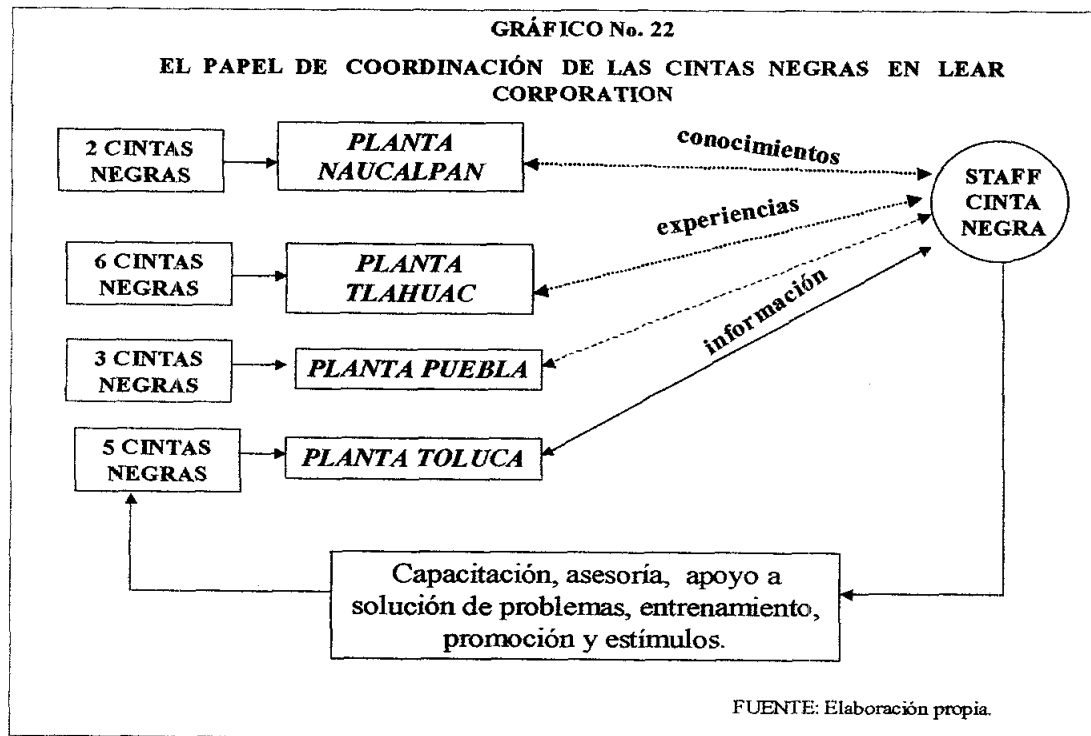 GRÁFICO No. 22
EL PAPEL DE COORDINACIÓN DE LAS CINTAS NEGRAS EN LEAR
CORPORATION
2 CINTAS
NEGRAS
PLANTA
NAUCALPAN
conocimientos
STAFF
CINTA
NEGRA
experiencias
6 CINTAS
NEGRAS
PLANTA
TLAHUAC
información
3 CINTAS
NEGRAS
PLANTA PUEBLA
5 CINTAS
NEGRAS
PLANTA TOLUCA
Capacitación, asesoría, apoyo a
solución de problemas, entrenamiento,
promoción y estímulos.
FUENTE: Elaboración propia.